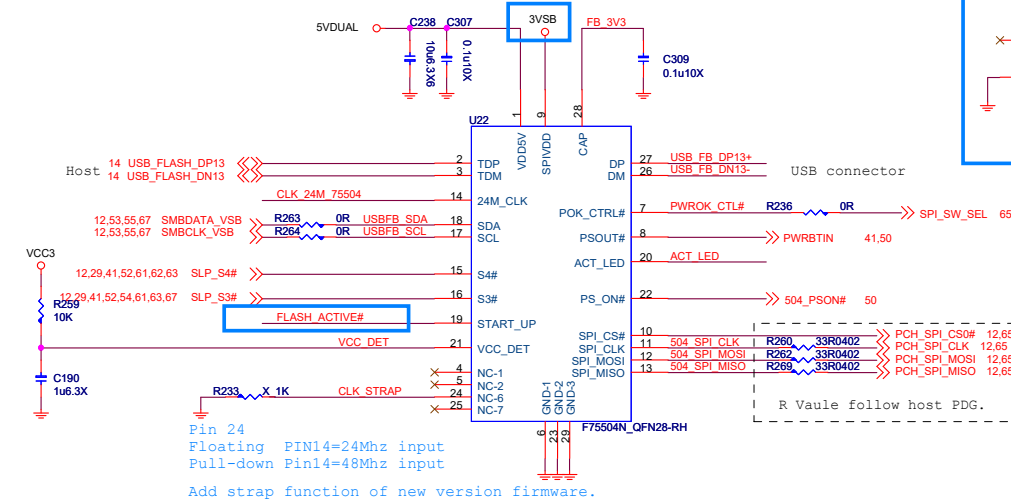 5VDUAL
C238 C307
10u6.3X6
0.1u10X
3VSB
FB_3V3
C309
0.1u10X
U22
1
9
28
VDD5V
SPIVDD
CAP
Host
14 USB_FLASH_DP13
14 USB_FLASH_DN13
2 TDP
3 TDM
CLK_24M_75504
14 24M_CLK
12,53,55,67 SMBDATA_VSB R263 0R USBFB_SDA 18 SDA
12,53,55,67 SMBCLK_VSB R264 0R USBFB_SCL 17 SCL
VCC3
12,29,41,52,61,62,63 SLP_S4# 15 S4#
12,29,41,52,54,61,63,67 SLP_S3# 16 S3#
R259
10K
FLASH_ACTIVE# 19 START_UP
VCC_DET 21 VCC_DET
C190
1u6.3X
4 NC-1
5 NC-2
R233 X_1K CLK_STRAP 24 NC-6
25 NC-7
DP 27 USB_FB_DP13+
DM 26 USB_FB_DN13-
USB connector
POK_CTRL# 7 PWROK_CTL# R236 0R SPI_SW_SEL 65
PSOUT# 8 PWRBTIN 41,50
ACT_LED 20 ACT_LED
PS_ON# 22 504_PSON# 50
SPI_CS# 10 PCH_SPI_CS0# 12,65
SPI_CLK 11 504_SPI_CLK R260 33R0402 PCH_SPI_CLK 12,65
SPI_MOSI 12 504_SPI_MOSI R262 33R0402 PCH_SPI_MOSI 12,65
SPI_MISO 13 504_SPI_MISO R269 33R0402 PCH_SPI_MISO 12,65
R Vaule follow host PDG.
GND-1
GND-2
GND-3
6
23
29
F75504N_QFN28-RH
Pin 24
Floating PIN14=24Mhz input
Pull-down Pin14=48Mhz input
Add strap function of new version firmware.